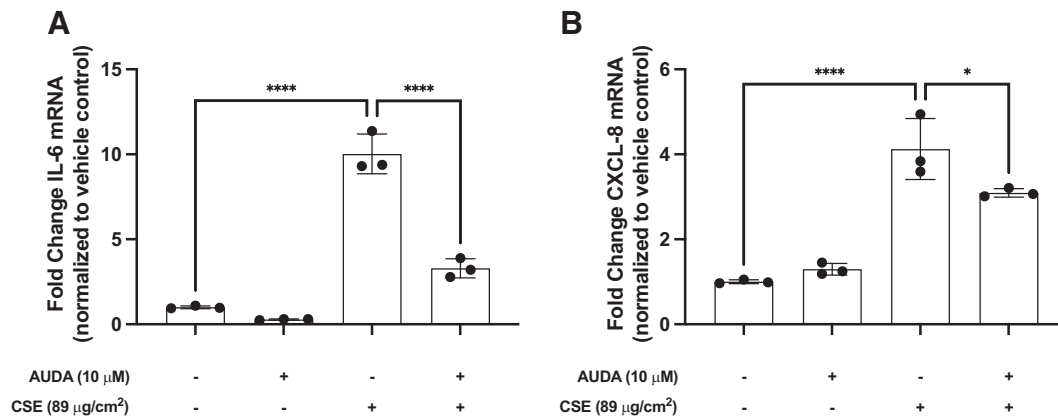 A
B
Fold Change IL-6 mRNA
(normalized to vehicle control)
15
10
5
0
****
****
Fold Change CXCL-8 mRNA
(normalized to vehicle control)
6
4
2
0
****
*
AUDA (10 μM) - + - +
CSE (89 μg/cm²) - - + +
AUDA (10 μM) - + - +
CSE (89 μg/cm²) - - + +